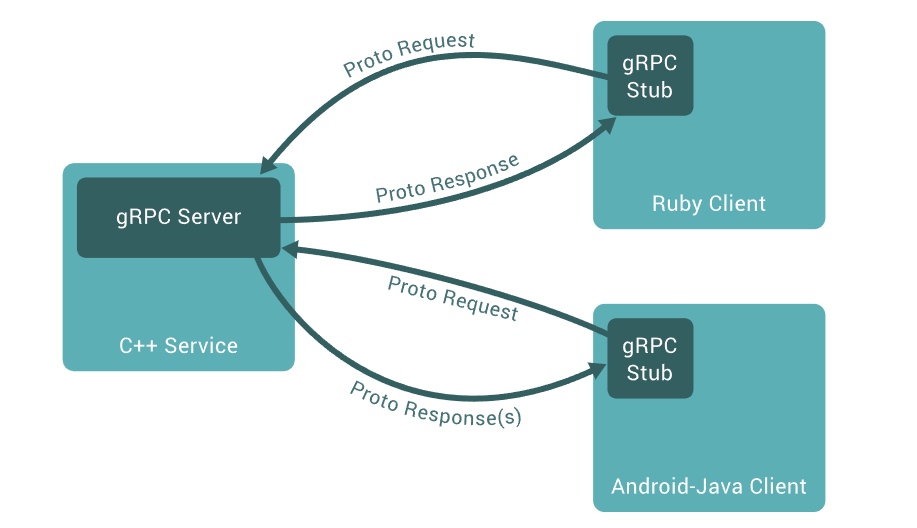 Proto Request
gRPC
Stub
Proto Response
Ruby Client
gRPC Server
C++ Service
Proto Request
gRPC
Stub
Proto Response(s)
Android-Java Client